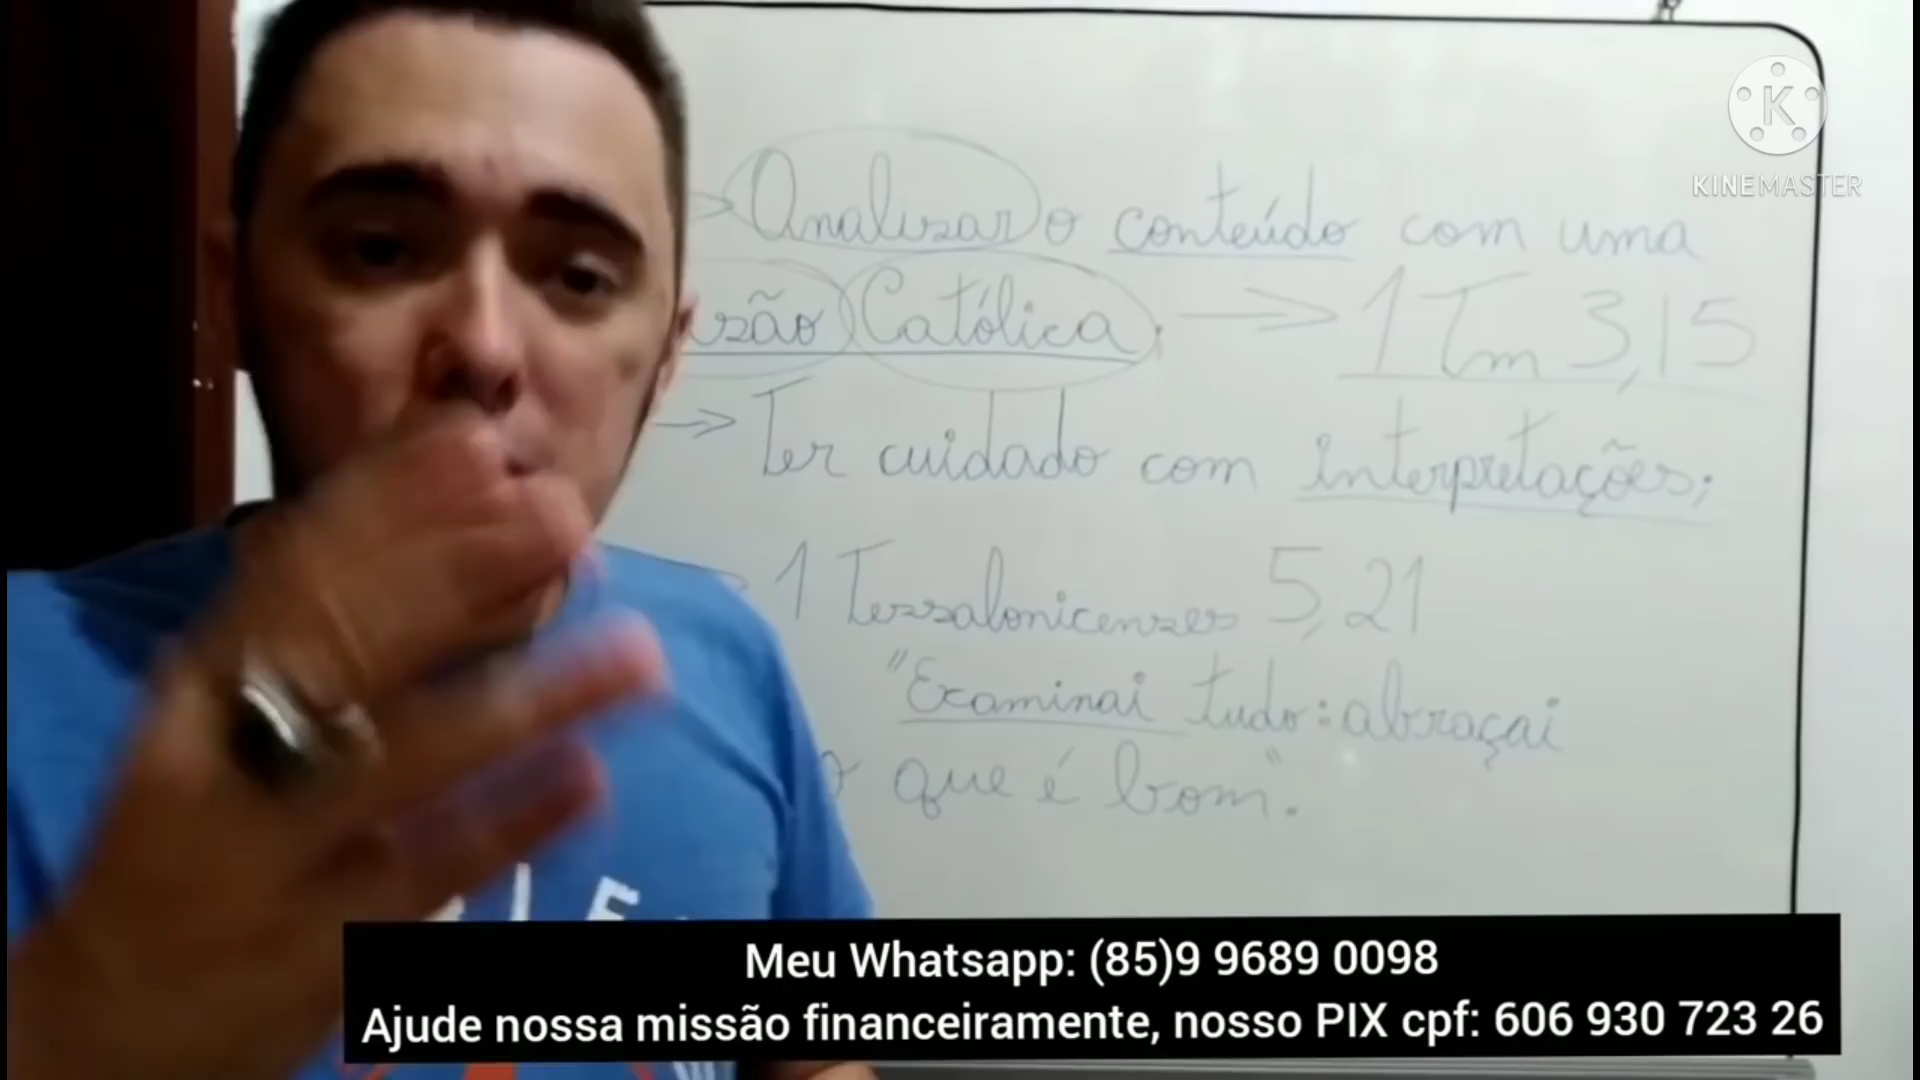 KINEMASTER
> Analisar o conteúdo com uma
Católica; → 1 Tm 3,15
→ Ter cuidado com interpretações;
1 Tessalonicenses 5,21
"Examinai tudo: abraçai
o que é bom".
Meu Whatsapp: (85)9 9689 0098
Ajude nossa missão financeiramente, nosso PIX cpf: 606 930 723 26